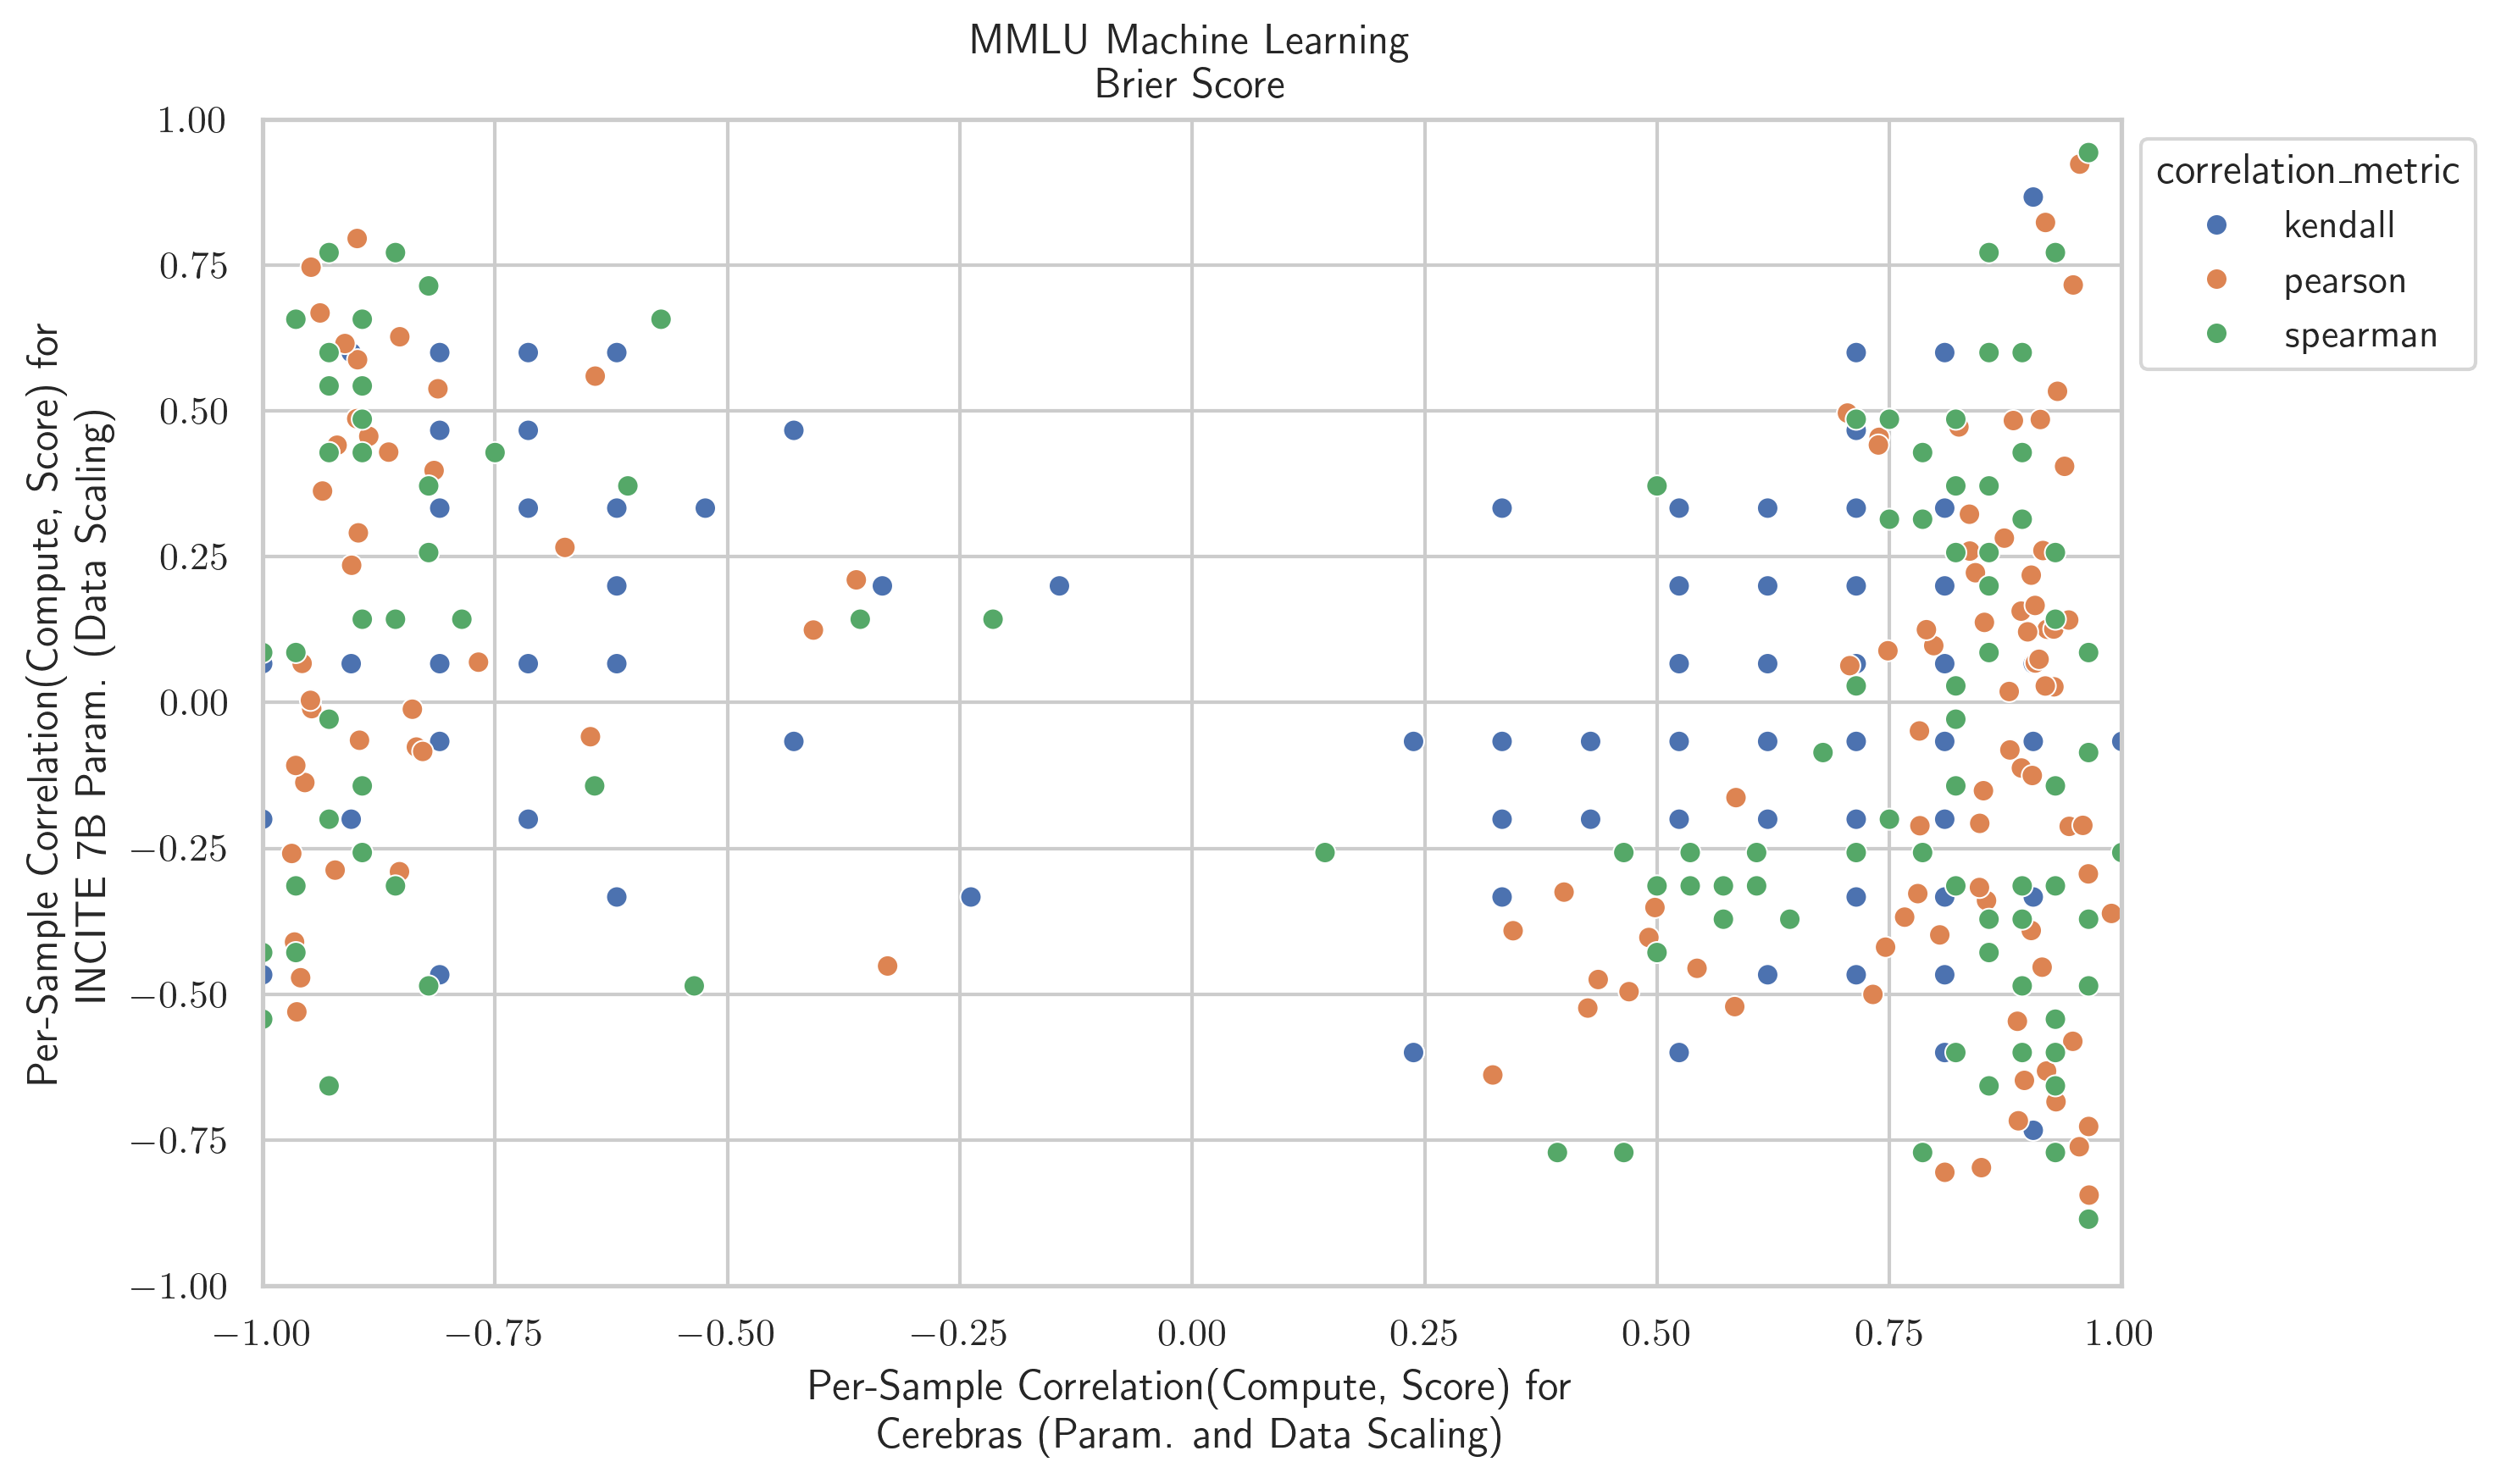 MMLU Machine Learning
Brier Score
Per-Sample Correlation(Compute, Score) for
INCITE 7B Param. (Data Scaling)
1.00
0.75
0.50
0.25
0.00
−0.25
−0.50
−0.75
−1.00
correlation_metric
kendall
pearson
spearman
−1.00 −0.75 −0.50 −0.25 0.00 0.25 0.50 0.75 1.00
Per-Sample Correlation(Compute, Score) for
Cerebras (Param. and Data Scaling)